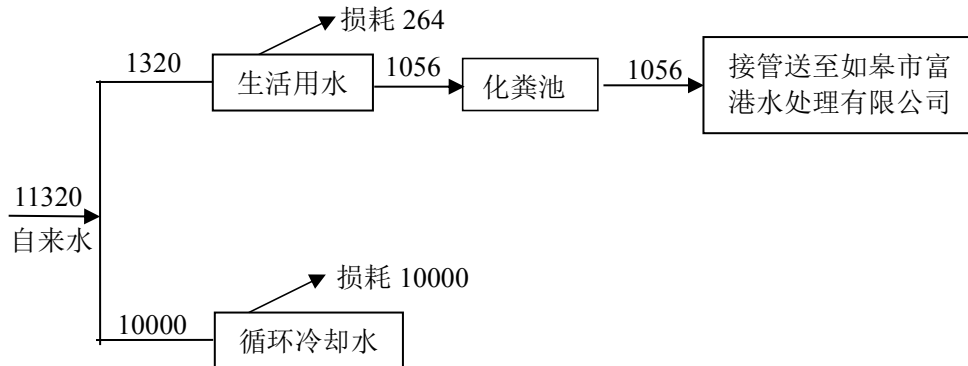 损耗 264
1320
生活用水
1056
化粪池
1056
接管送至如皋市富
港水处理有限公司
11320
自来水
损耗 10000
10000
循环冷却水